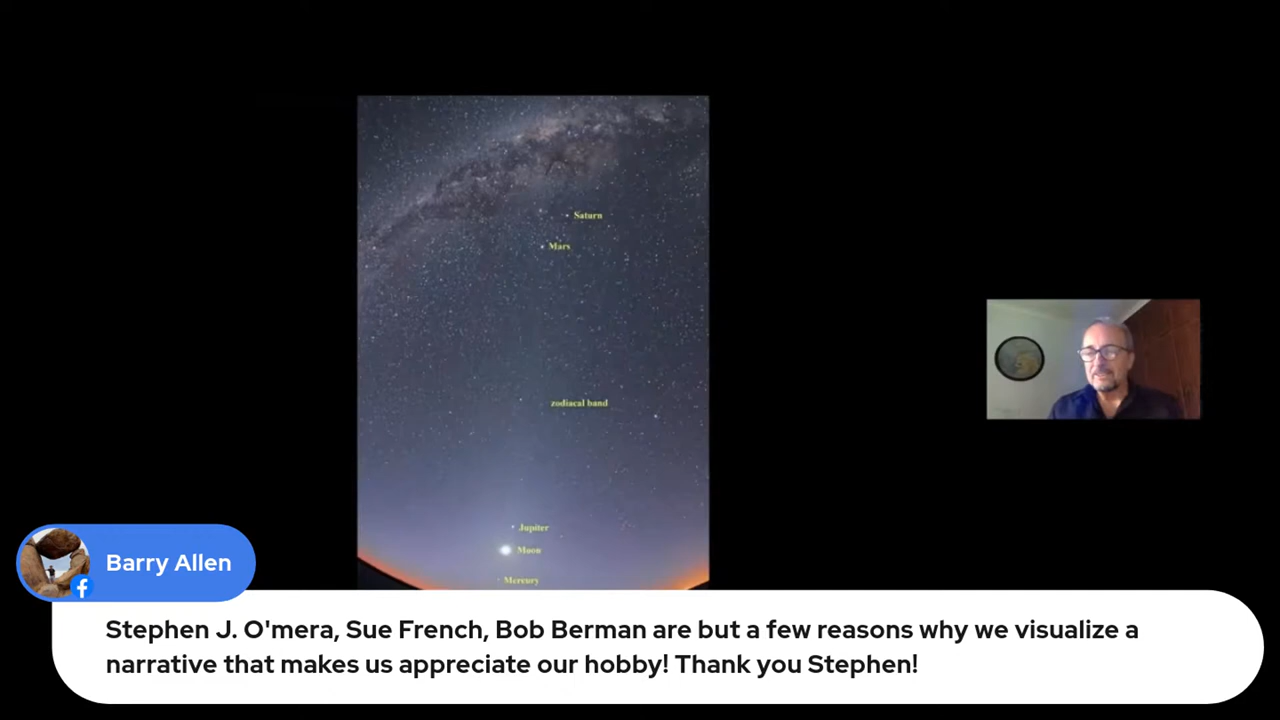 Saturn
Mars
zodiacal band
Jupiter
Moon
Mercury
Barry Allen
Stephen J. O'mera, Sue French, Bob Berman are but a few reasons why we visualize a
narrative that makes us appreciate our hobby! Thank you Stephen!